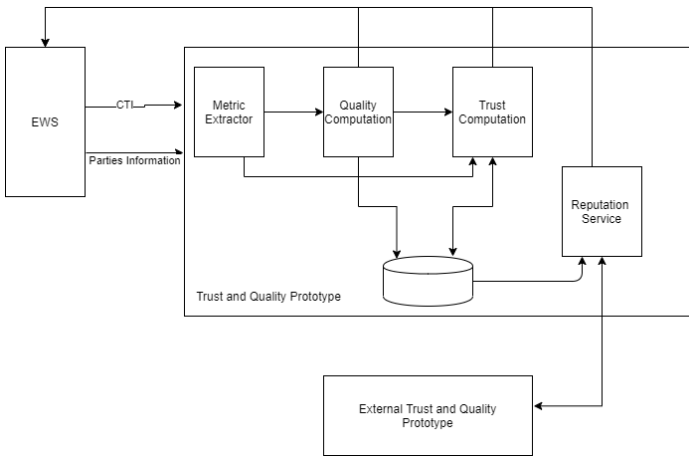 EWS
CTI
Parties Information
Metric
Extractor
Quality
Computation
Trust
Computation
Reputation
Service
Trust and Quality Prototype
External Trust and Quality
Prototype